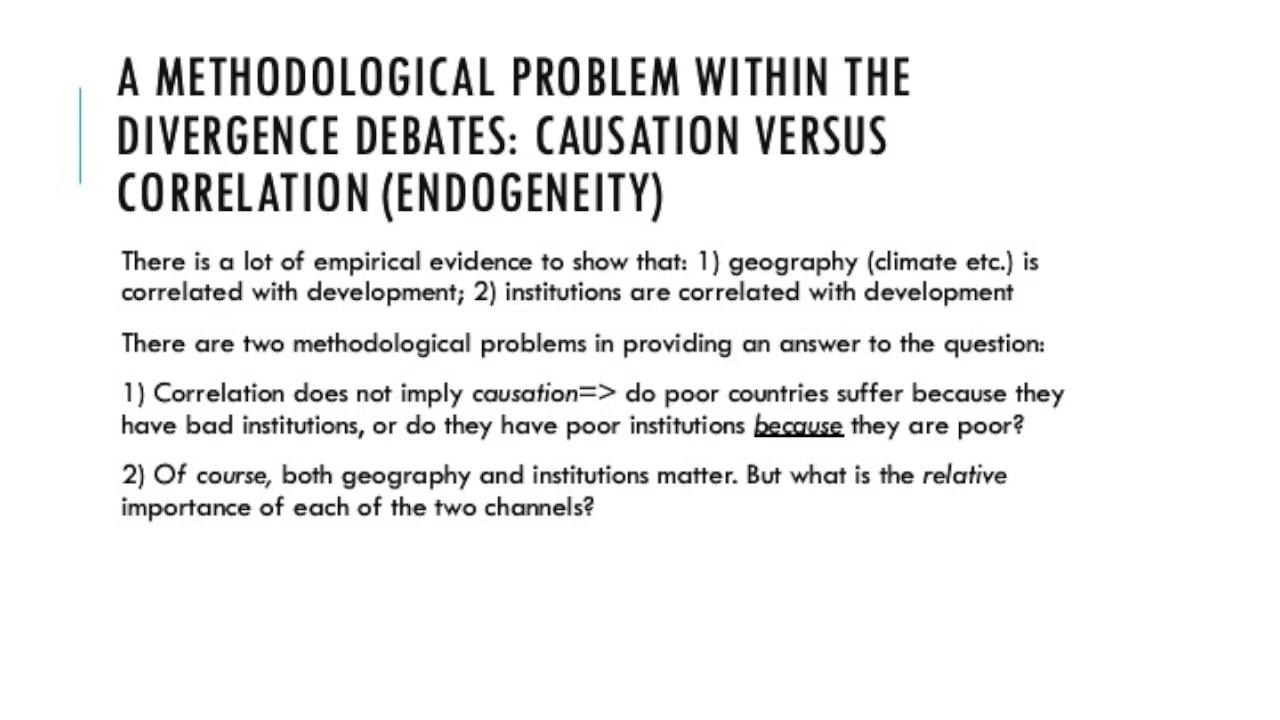 A METHODOLOGICAL PROBLEM WITHIN THE
DIVERGENCE DEBATES: CAUSATION VERSUS
CORRELATION (ENDOGENEITY)
There is a lot of empirical evidence to show that: 1) geography (climate etc.) is
correlated with development; 2) institutions are correlated with development
There are two methodological problems in providing an answer to the question:
1) Correlation does not imply causation=> do poor countries suffer because they
have bad institutions, or do they have poor institutions because they are poor?
2) Of course, both geography and institutions matter. But what is the relative
importance of each of the two channels?